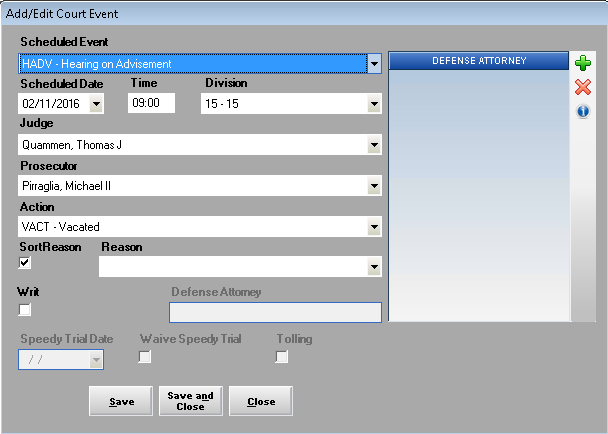 Add/Edit Court Event
Scheduled Event
HADV - Hearing on Advisement
DEFENSE ATTORNEY
Scheduled Date Time Division
02/11/2016 09:00 15 - 15
Judge
Quammen, Thomas J
Prosecutor
Pirraglia, Michael II
Action
VACT - Vacated
SortReason Reason
Writ Defense Attorney
Speedy Trial Date Waive Speedy Trial Tolling
/ /
Save Save and Close Close